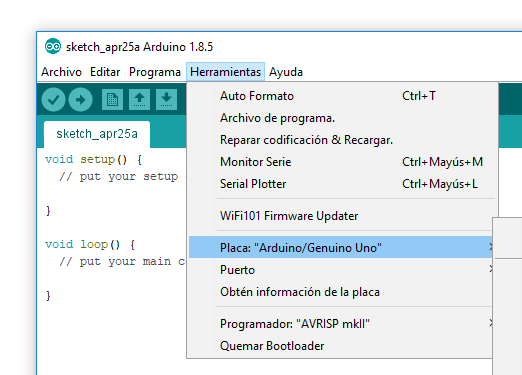 sketch_apr25a Arduino 1.8.5
Archivo Editar Programa Herramientas Ayuda
Auto Formato Ctrl+T
Archivo de programa.
Reparar codificación & Recargar.
Monitor Serie Ctrl+Mayús+M
Serial Plotter Ctrl+Mayús+L
WiFi101 Firmware Updater
Placa: "Arduino/Genuino Uno"
Puerto
Obtén información de la placa
Programador: "AVRISP mkII"
Quemar Bootloader
sketch_apr25a
void setup() {
// put your setup
}
void loop() {
// put your main c
}